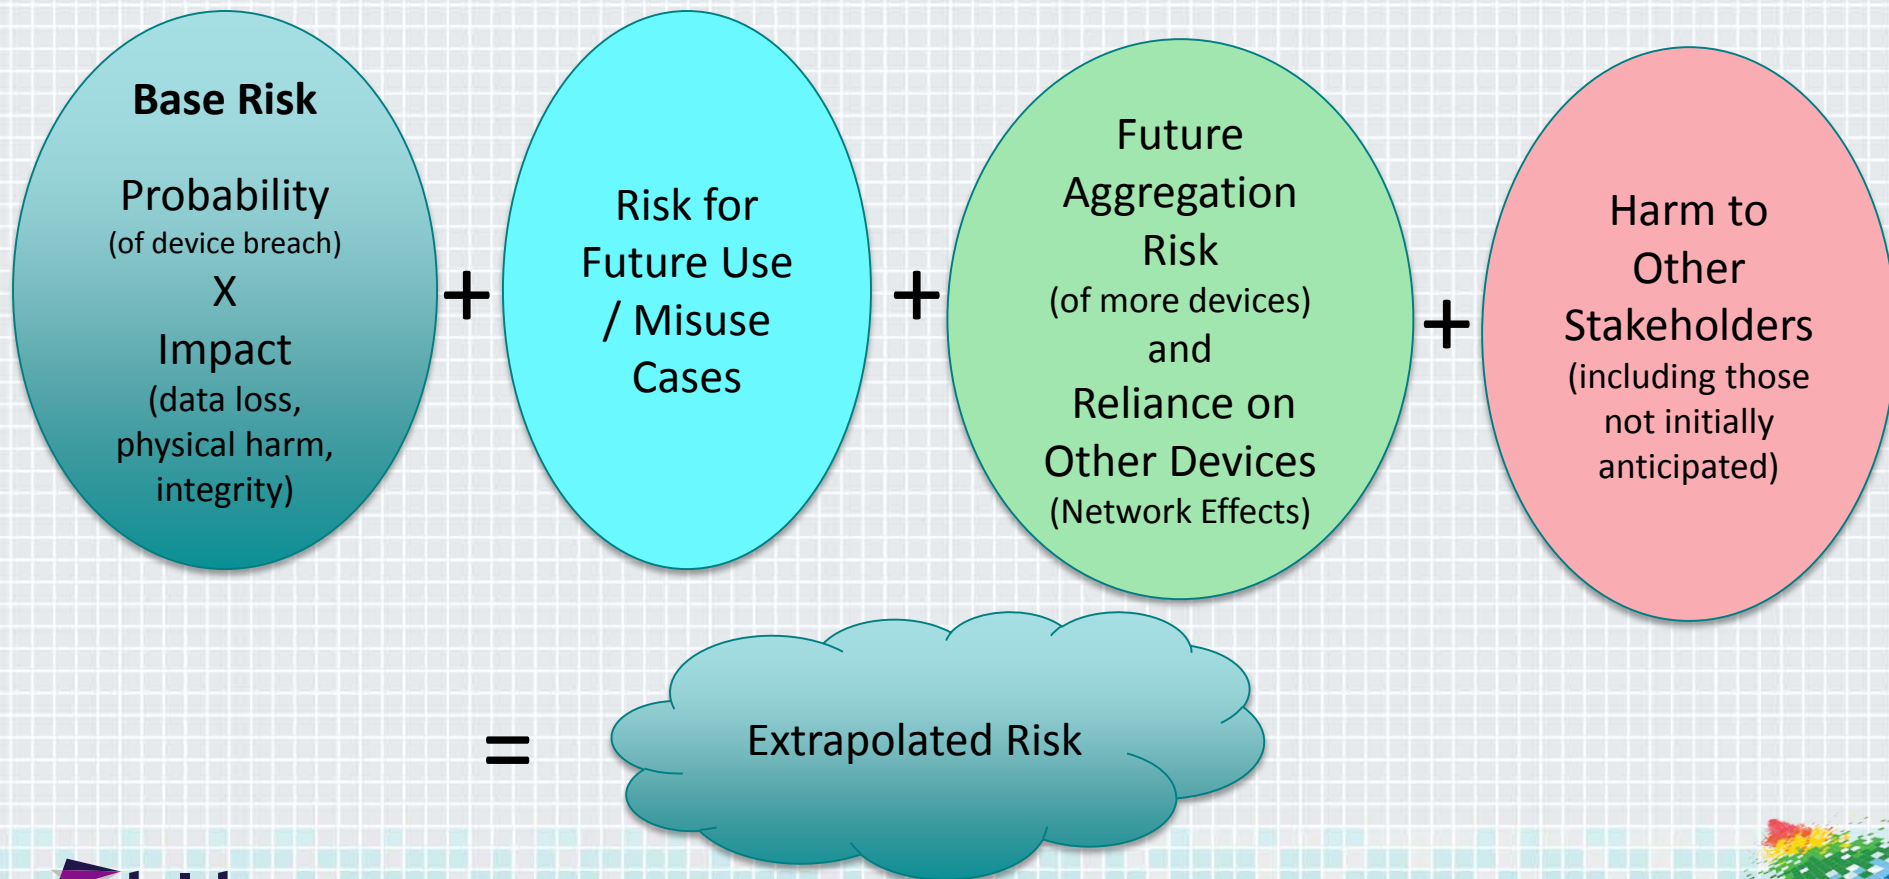 Base Risk
Probability
(of device breach)
X
Impact
(data loss,
physical harm,
integrity)
+
Risk for
Future Use
/ Misuse
Cases
+
Future
Aggregation
Risk
(of more devices)
and
Reliance on
Other Devices
(Network Effects)
+
Harm to
Other
Stakeholders
(including those
not initially
anticipated)
=
Extrapolated Risk